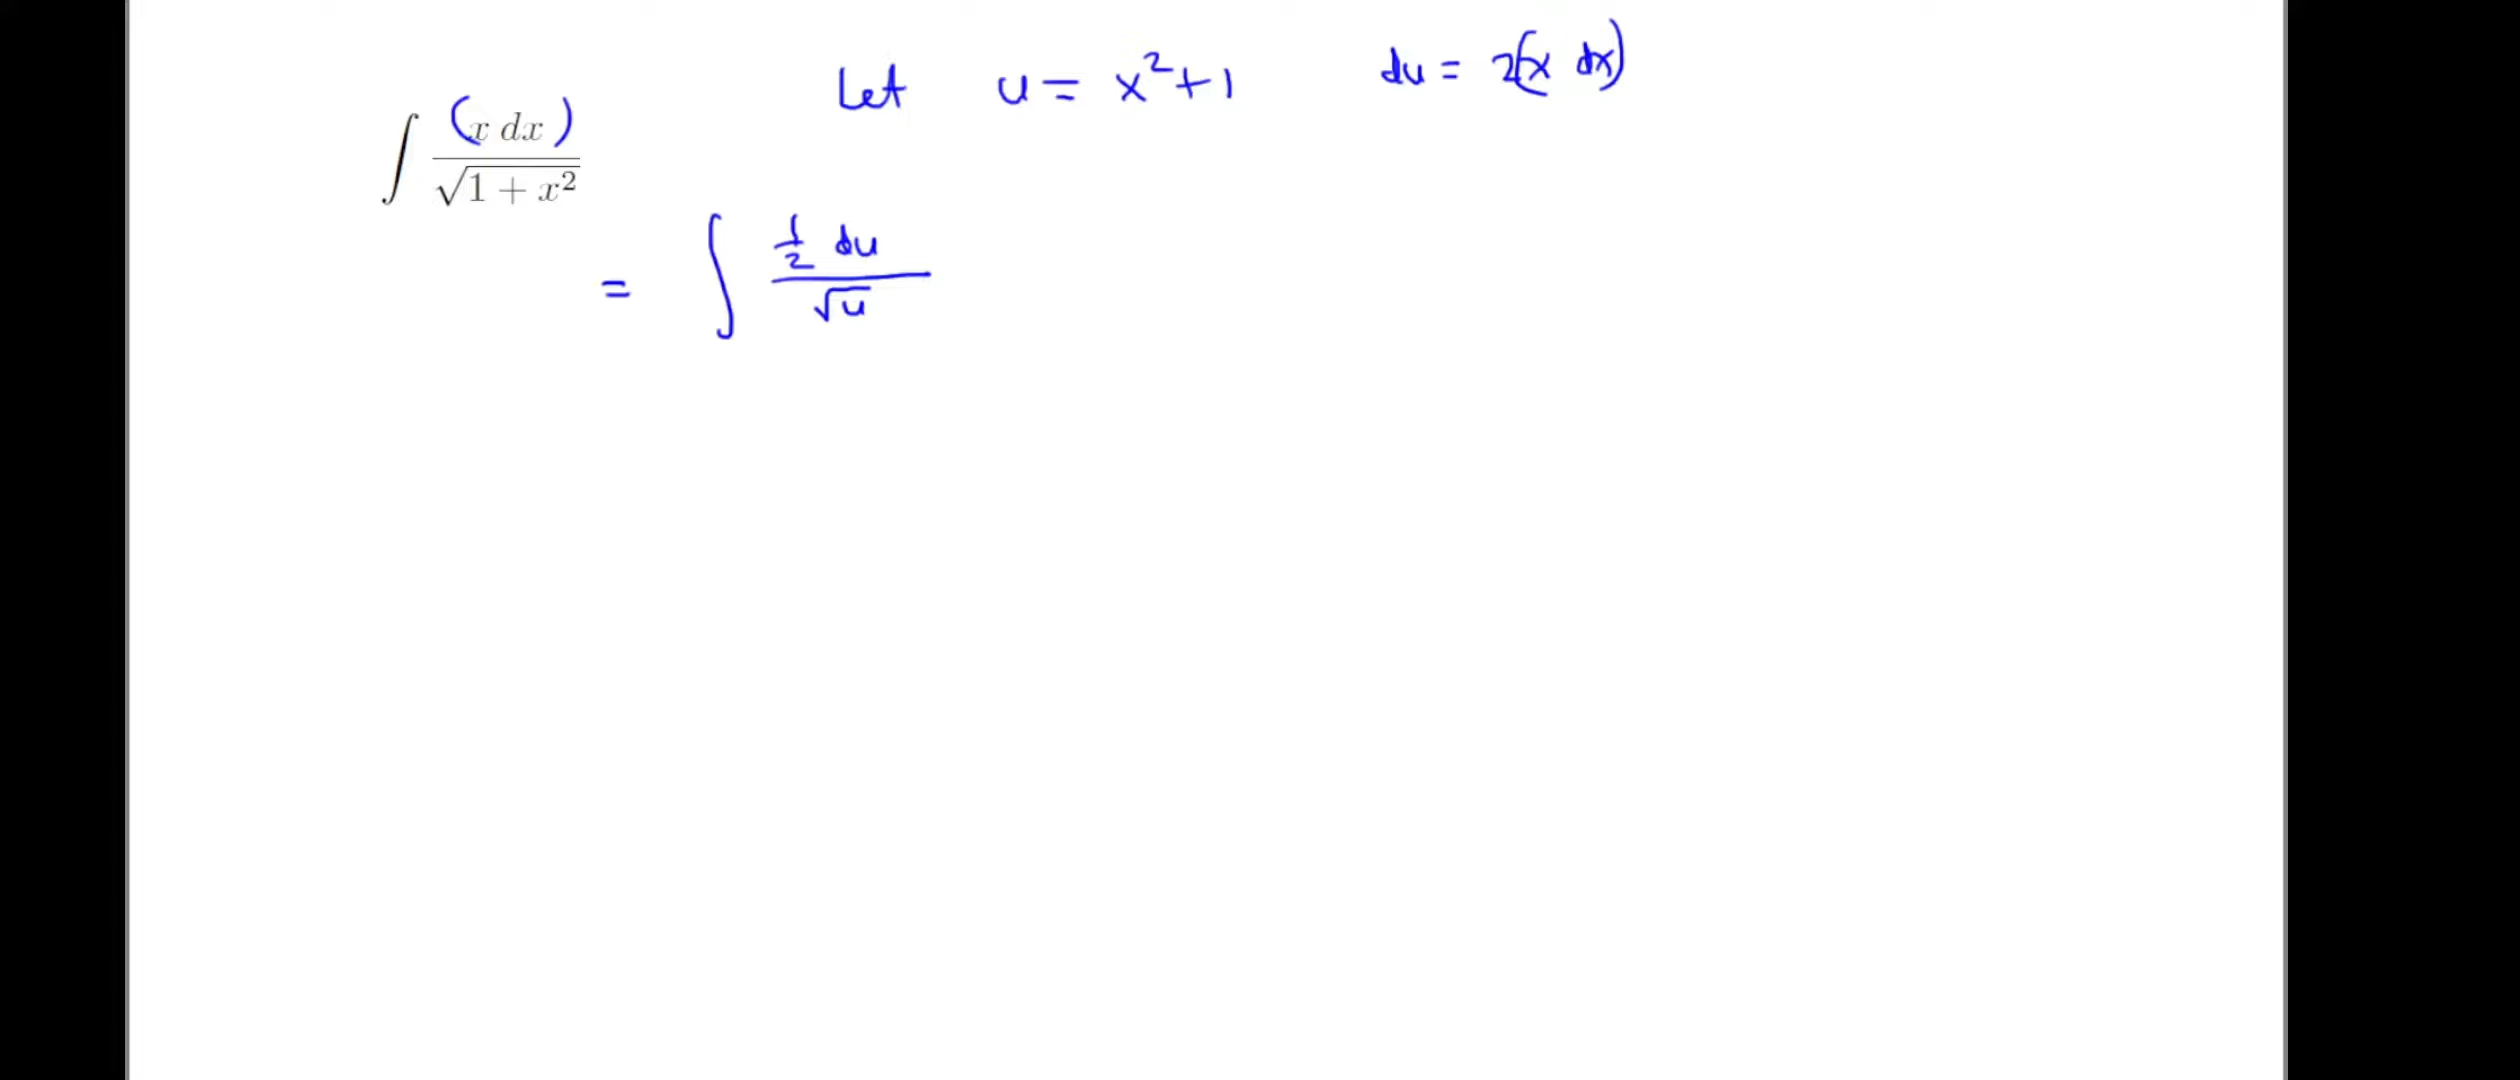 Let u = x² + 1 du = 2(x dx)
∫ (x dx) / √(1 + x²)
= ∫ (½ du) / √u